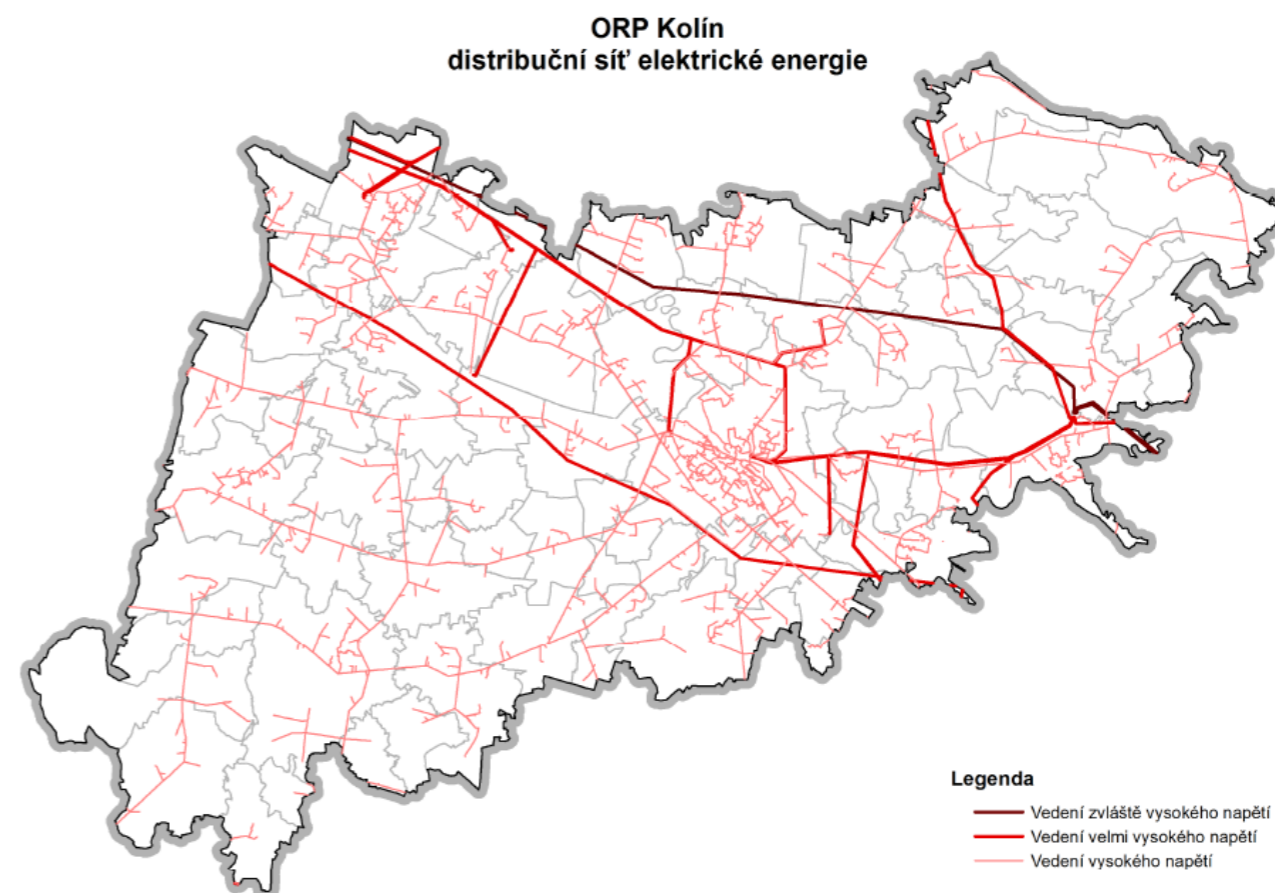 ORP Kolín
distribuční síť elektrické energie
Legenda
Vedení zvláště vysokého napětí
Vedení velmi vysokého napětí
Vedení vysokého napětí